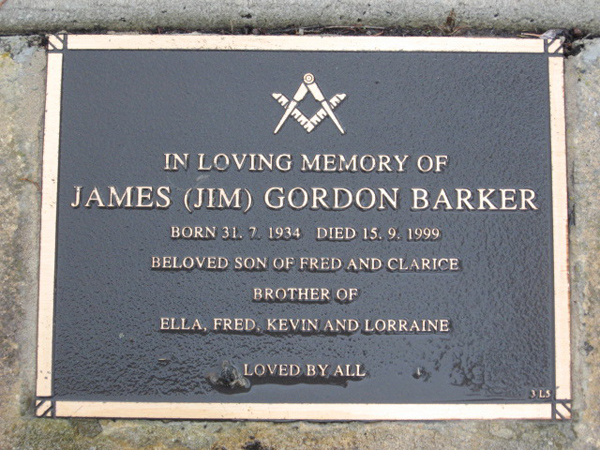 IN LOVING MEMORY OF
JAMES (JIM) GORDON BARKER
BORN 31. 7. 1934 DIED 15. 9. 1999
BELOVED SON OF FRED AND CLARICE
BROTHER OF
ELLA, FRED, KEVIN AND LORRAINE
LOVED BY ALL
3 L5